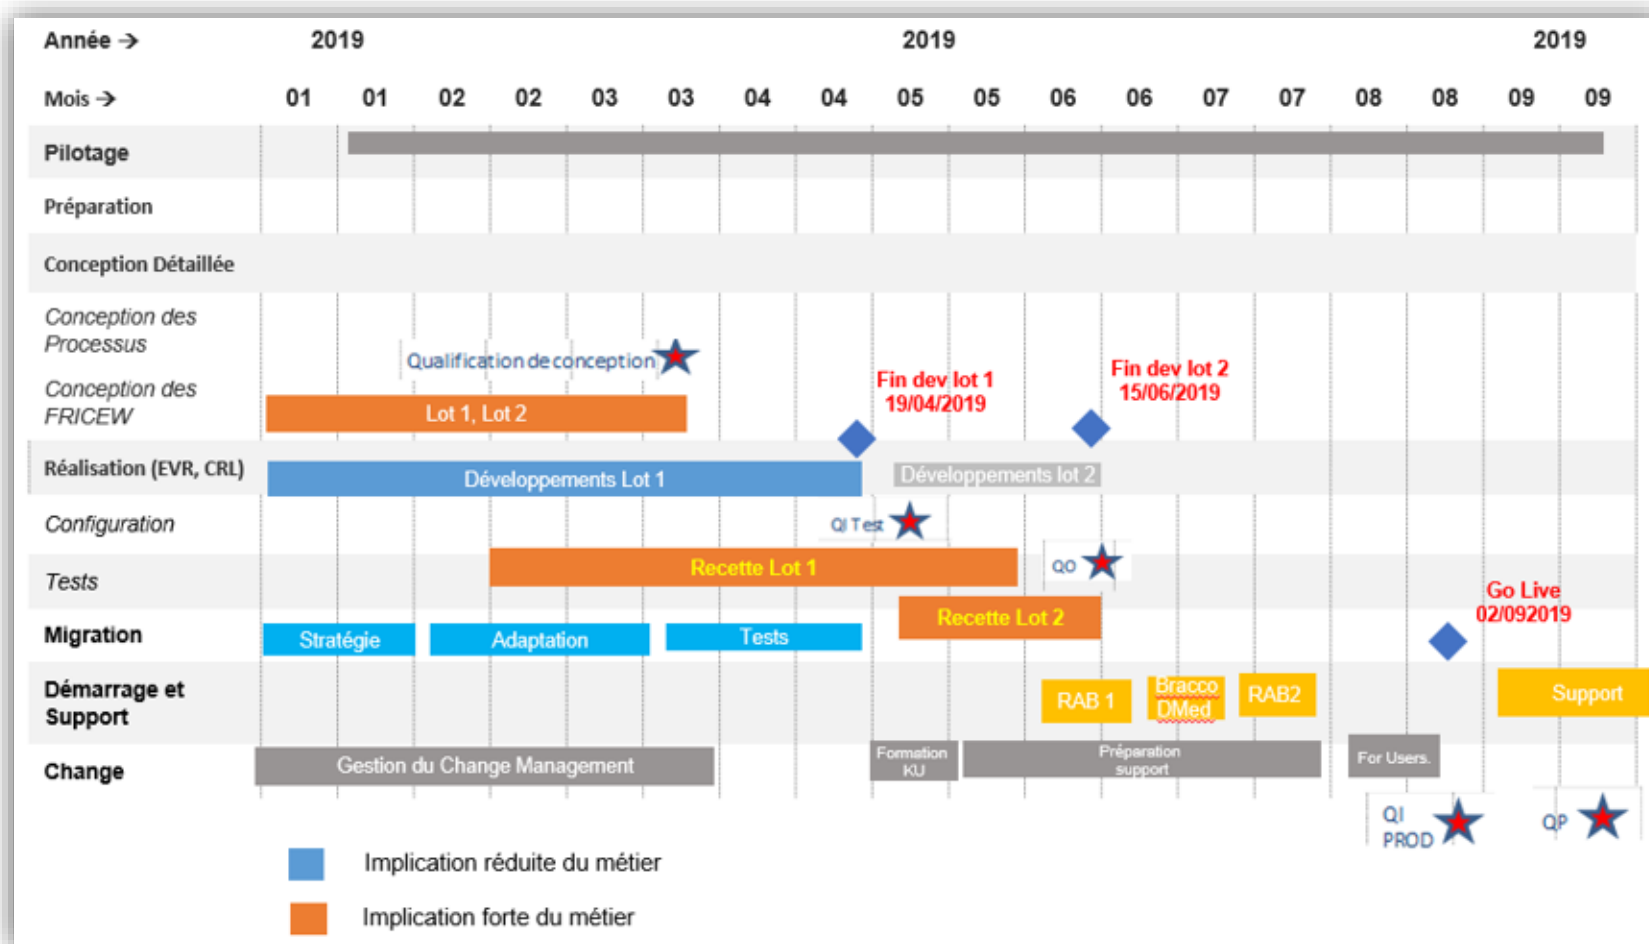 Année → 2019 2019 2019
Mois → 01 01 02 02 03 03 04 04 05 05 06 06 07 07 08 08 09 09
Pilotage
Préparation
Conception Détaillée
Conception des
Processus
Qualification de conception
Conception des
FRICEW
Lot 1, Lot 2
Fin dev lot 1
19/04/2019
Fin dev lot 2
15/06/2019
Réalisation (EVR, CRL)
Développements Lot 1
Développements lot 2
Configuration
QI Test
Tests
Recette Lot 1
QO
Recette Lot 2
Go Live
02/092019
Migration
Stratégie
Adaptation
Tests
Démarrage et
Support
RAB 1
Bracco
DMed
RAB2
Support
Change
Gestion du Change Management
Formation
KU
Préparation
support
For Users.
QI
PROD
QP
Implication réduite du métier
Implication forte du métier